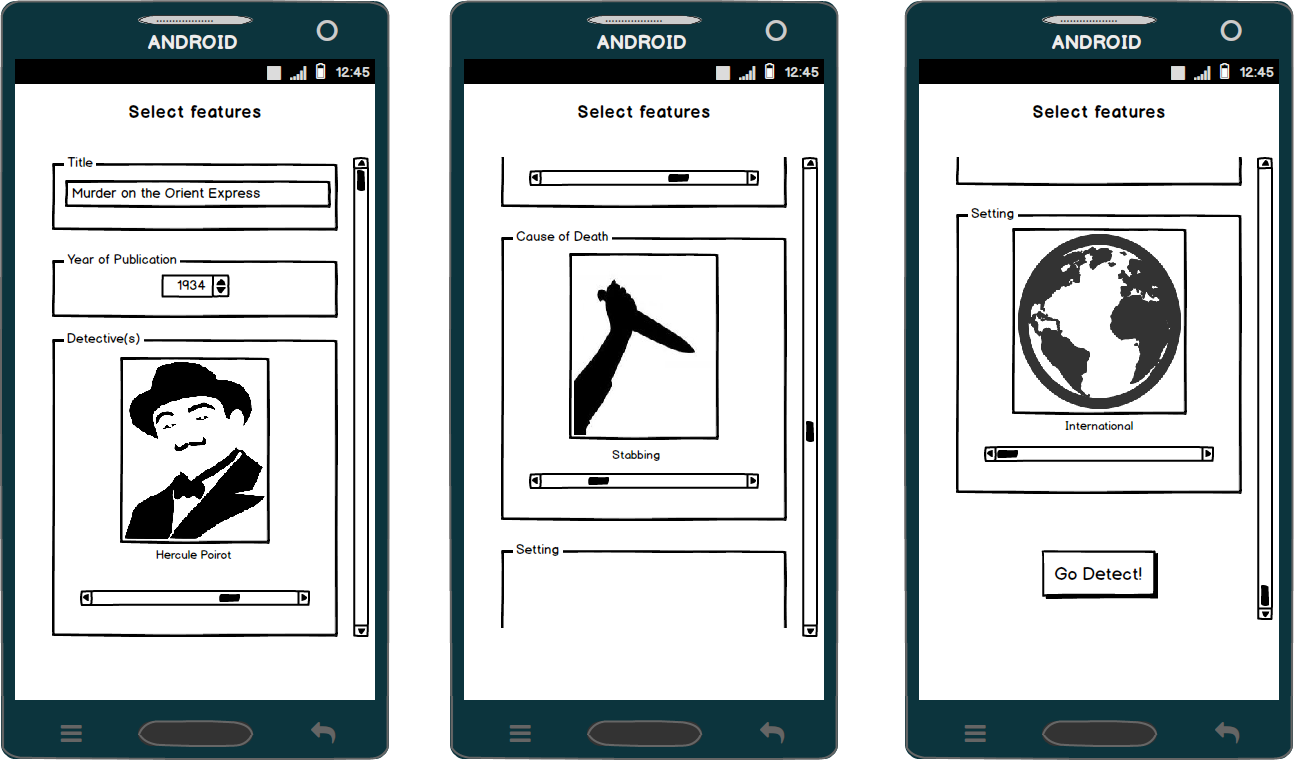 ANDROID
12:45
Select features
Title
Murder on the Orient Express
Year of Publication
1934
Detective(s)
Hercule Poirot
ANDROID
12:45
Select features
Cause of Death
Stabbing
Setting
ANDROID
12:45
Select features
Setting
International
Go Detect!